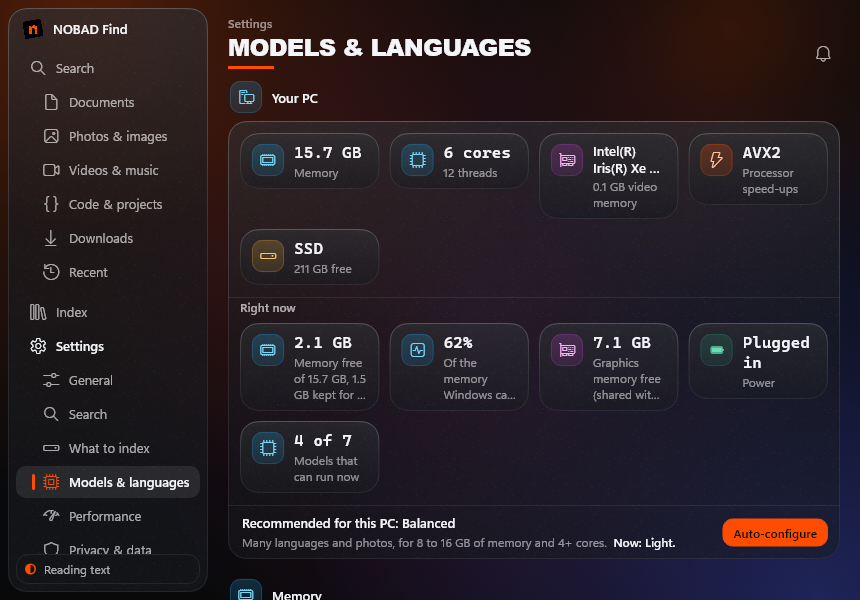 NOBAD Find
Search
Documents
Photos & images
Videos & music
Code & projects
Downloads
Recent
Index
Settings
General
Search
What to index
Models & languages
Performance
Privacy & data
Reading text
Settings
MODELS & LANGUAGES
Your PC
15.7 GB
Memory
6 cores
12 threads
Intel(R)
Iris(R) Xe ...
0.1 GB video
memory
AVX2
Processor
speed-ups
SSD
211 GB free
Right now
2.1 GB
Memory free
of 15.7 GB, 1.5
GB kept for ...
62%
Of the
memory
Windows ca...
7.1 GB
Graphics
memory free
(shared wit...
Plugged
in
Power
4 of 7
Models that
can run now
Recommended for this PC: Balanced
Many languages and photos, for 8 to 16 GB of memory and 4+ cores. Now: Light.
Auto-configure
Memory